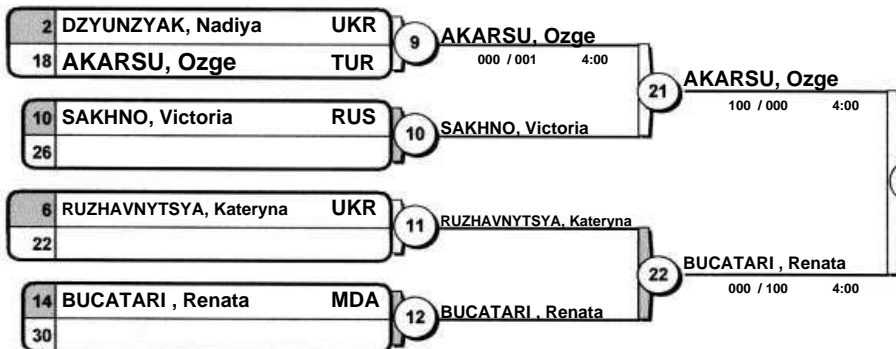 2 DZYUNZYAK, Nadiya UKR
18 AKARSU, Ozge TUR
9
AKARSU, Ozge
000 / 001 4:00
10 SAKHNO, Victoria RUS
26
10
SAKHNO, Victoria
21
AKARSU, Ozge
100 / 000 4:00
6 RUZHAVNYTSYA, Kateryna UKR
22
11
RUZHAVNYTSYA, Kateryna
14 BUCATARI , Renata MDA
30
12
BUCATARI , Renata
22
BUCATARI , Renata
000 / 100 4:00